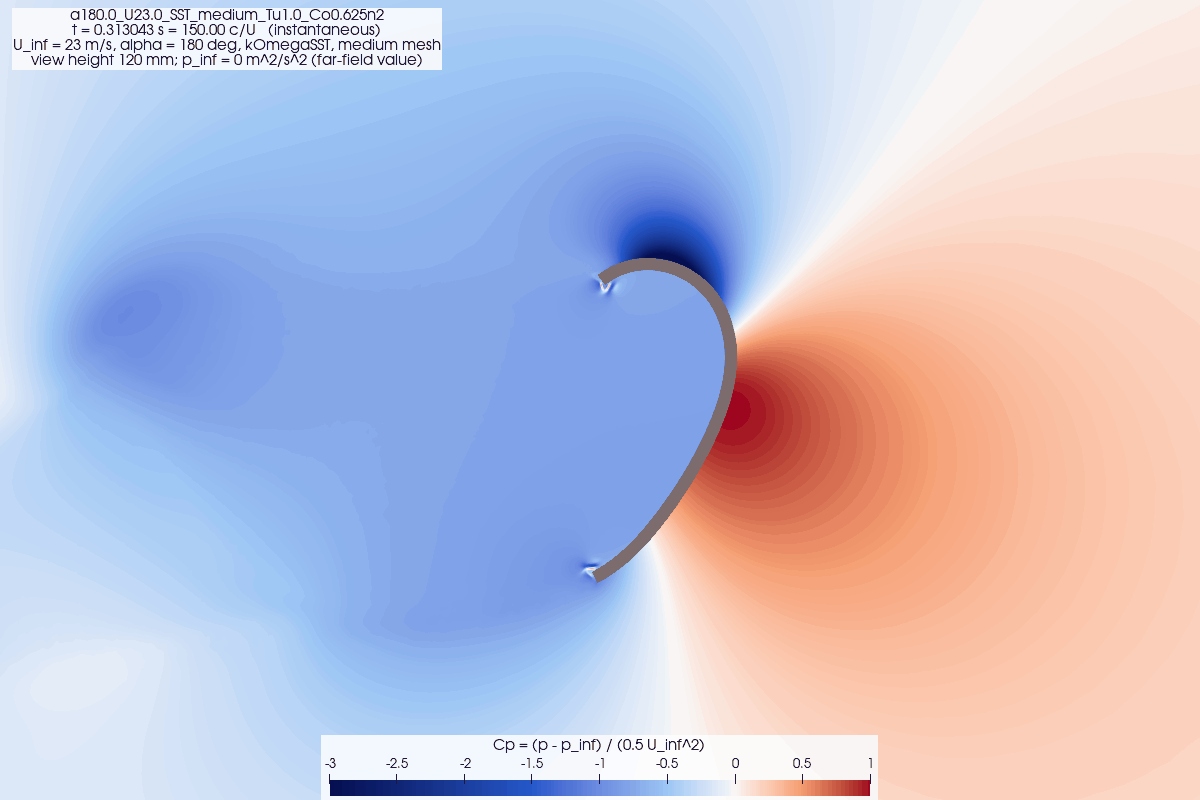 a180.0_U23.0_SST_medium_Tu1.0_Co0.625n2
t = 0.313043 s = 150.00 c/U (instantaneous)
U_inf = 23 m/s, alpha = 180 deg, kOmegaSST, medium mesh
view height 120 mm; p_inf = 0 m^2/s^2 (far-field value)
Cp = (p - p_inf) / (0.5 U_inf^2)
-3 -2.5 -2 -1.5 -1 -0.5 0 0.5 1